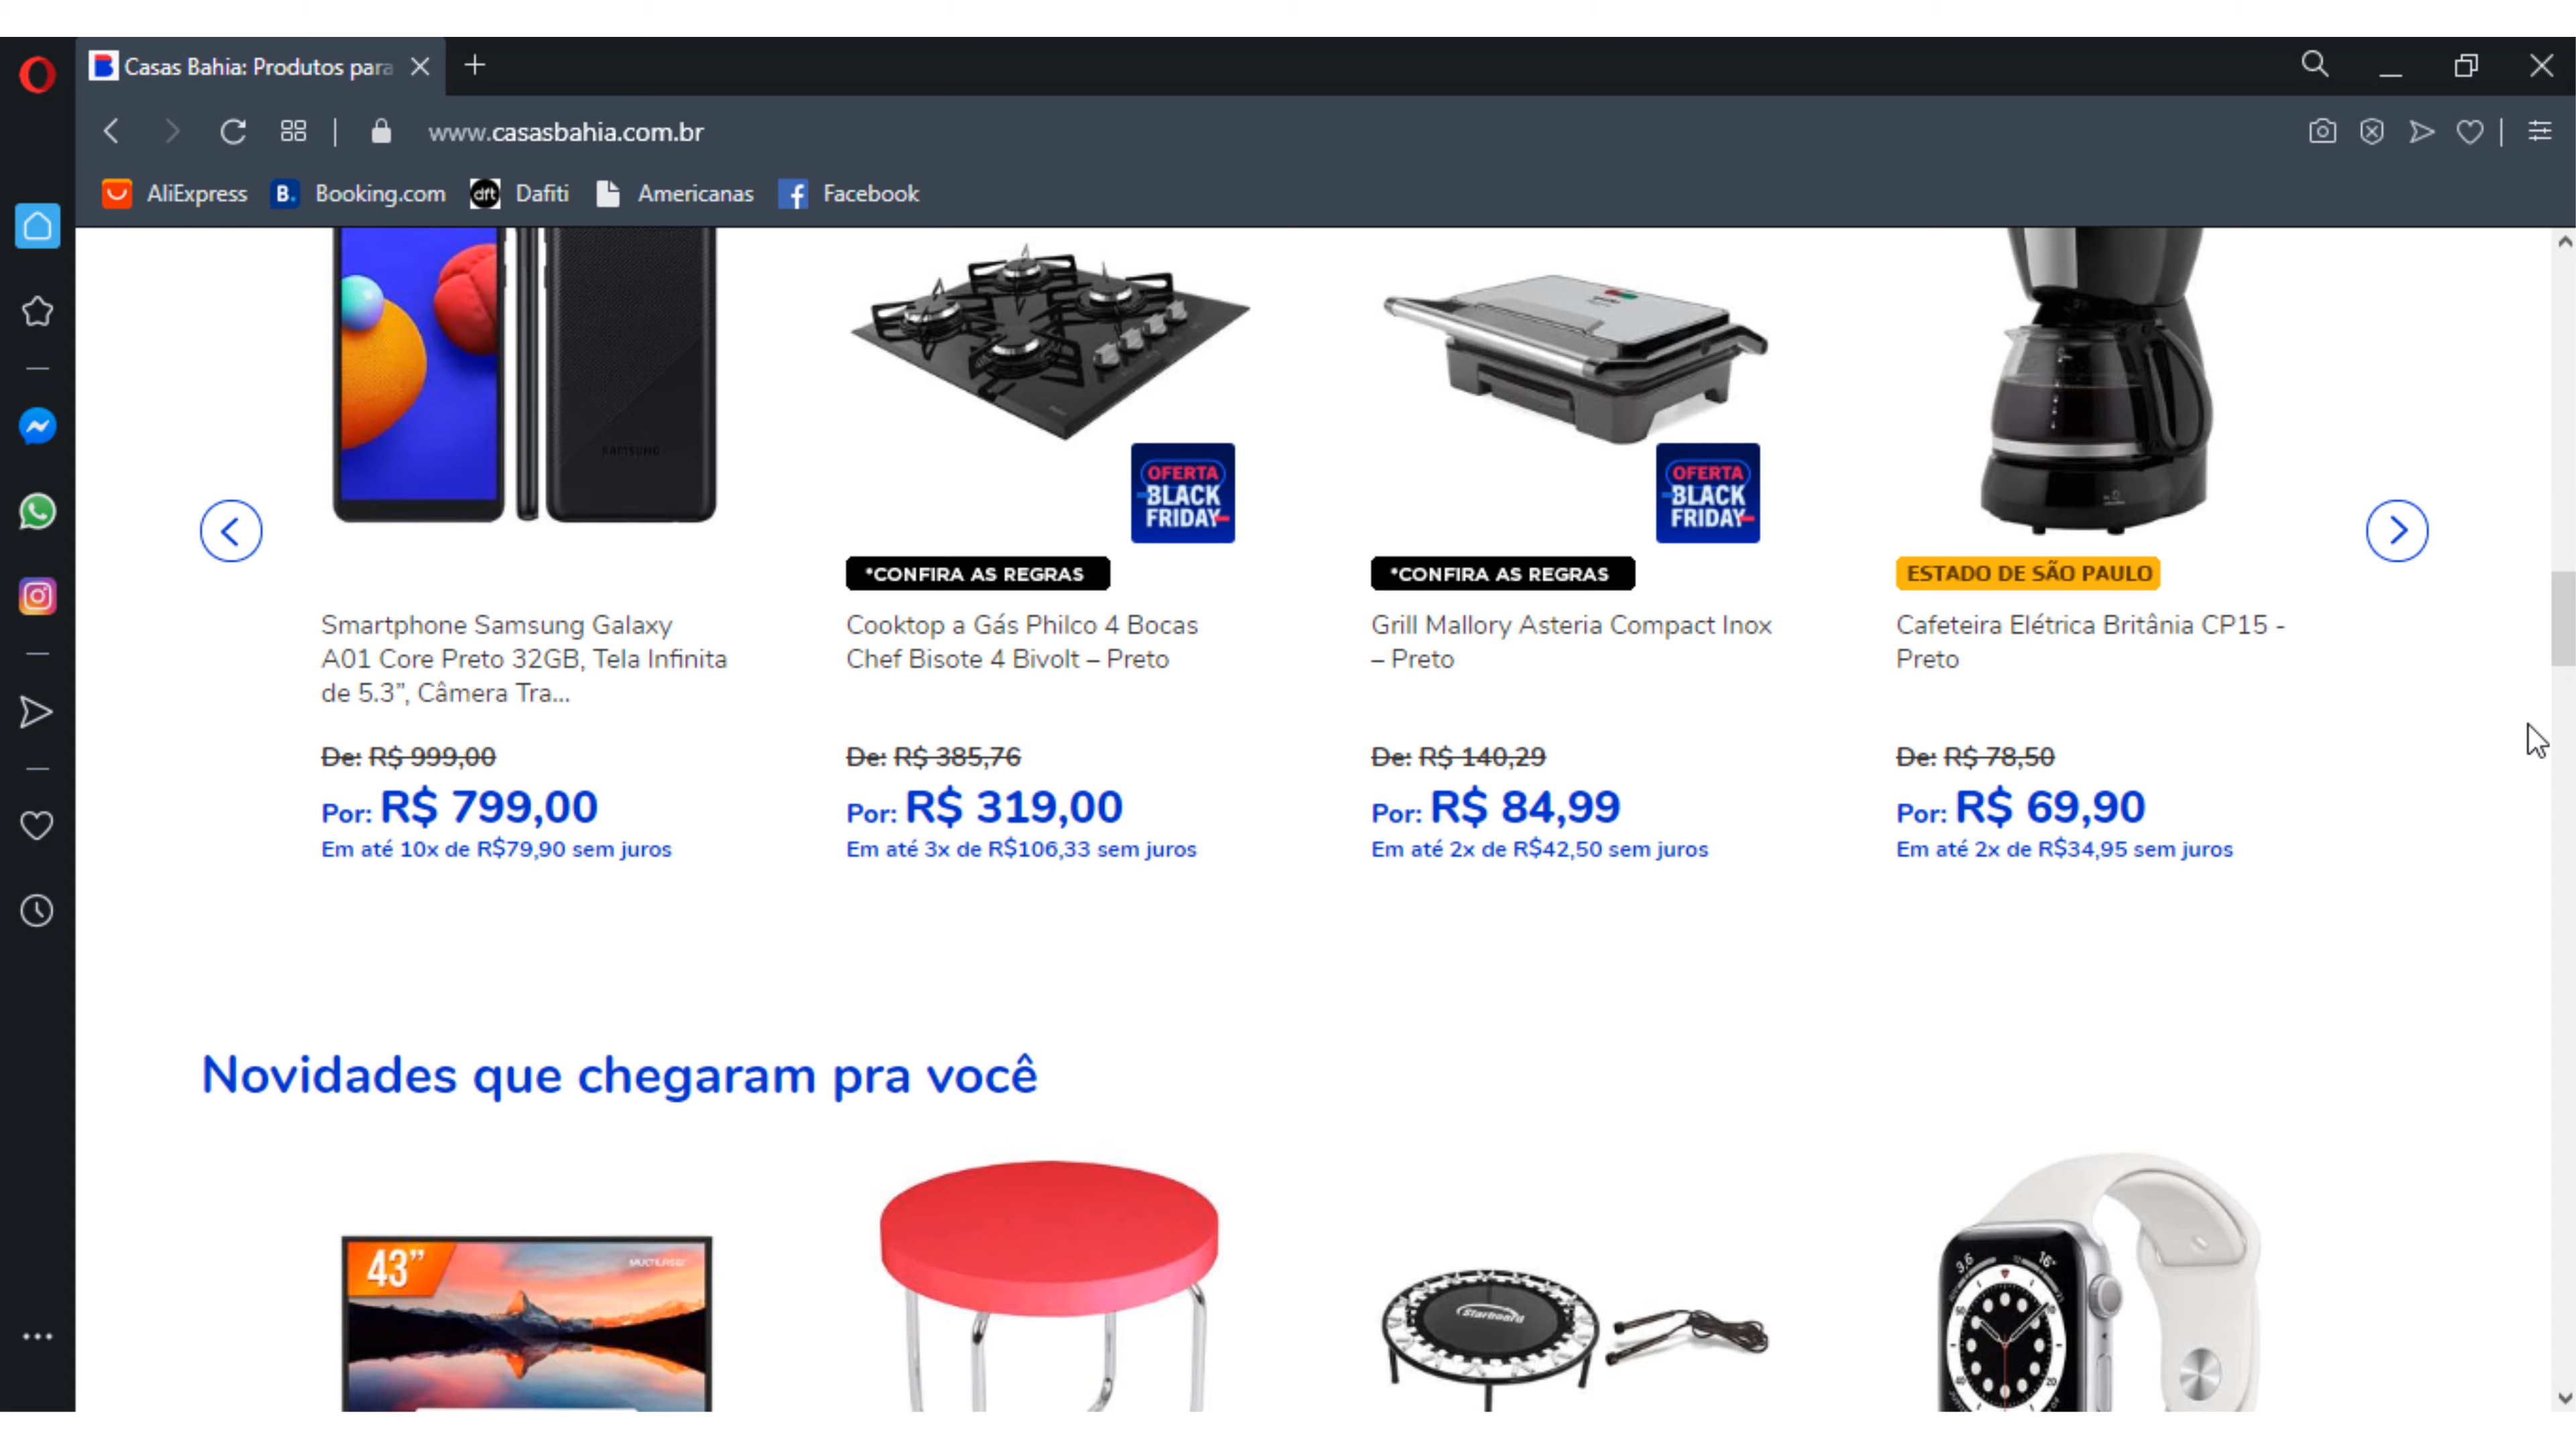 Casas Bahia: Produtos para
www.casasbahia.com.br
AliExpress
B. Booking.com
dft Dafiti
Americanas
Facebook
SAMSUNG
OFERTA
BLACK
FRIDAY
OFERTA
BLACK
FRIDAY
*CONFIRA AS REGRAS
*CONFIRA AS REGRAS
ESTADO DE SÃO PAULO
Smartphone Samsung Galaxy
A01 Core Preto 32GB, Tela Infinita
de 5.3”, Câmera Tra...
Cooktop a Gás Philco 4 Bocas
Chef Bisote 4 Bivolt – Preto
Grill Mallory Asteria Compact Inox
– Preto
Cafeteira Elétrica Britânia CP15 -
Preto
De: R$ 999,00
Por: R$ 799,00
Em até 10x de R$79,90 sem juros
De: R$ 385,76
Por: R$ 319,00
Em até 3x de R$106,33 sem juros
De: R$ 140,29
Por: R$ 84,99
Em até 2x de R$42,50 sem juros
De: R$ 78,50
Por: R$ 69,90
Em até 2x de R$34,95 sem juros
Novidades que chegaram pra você
43”
Starboard